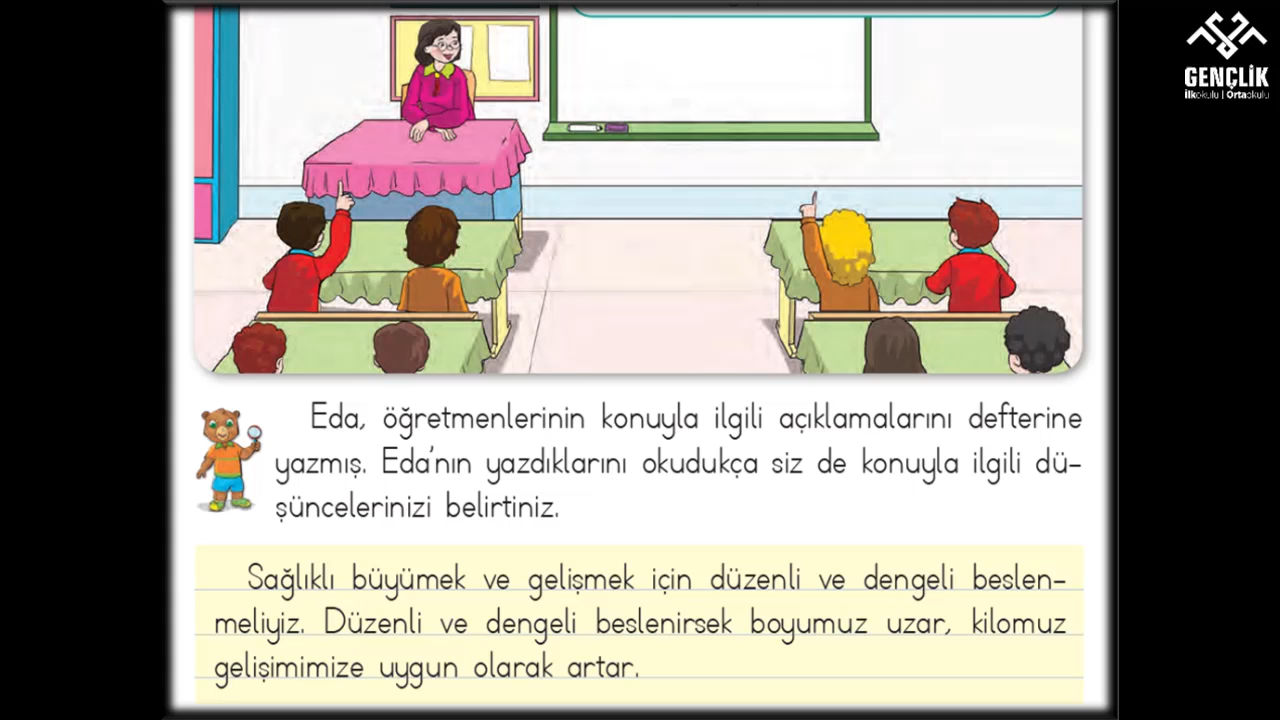 GENÇLİK
İlkokulu | Ortaokulu
Eda, öğretmenlerinin konuyla ilgili açıklamalarını defterine
yazmış. Eda'nın yazdıklarını okudukça siz de konuyla ilgili dü-
şüncelerinizi belirtiniz.
Sağlıklı büyümek ve gelişmek için düzenli ve dengeli beslen-
meliyiz. Düzenli ve dengeli beslenirsek boyumuz uzar, kilomuz
gelişimimize uygun olarak artar.